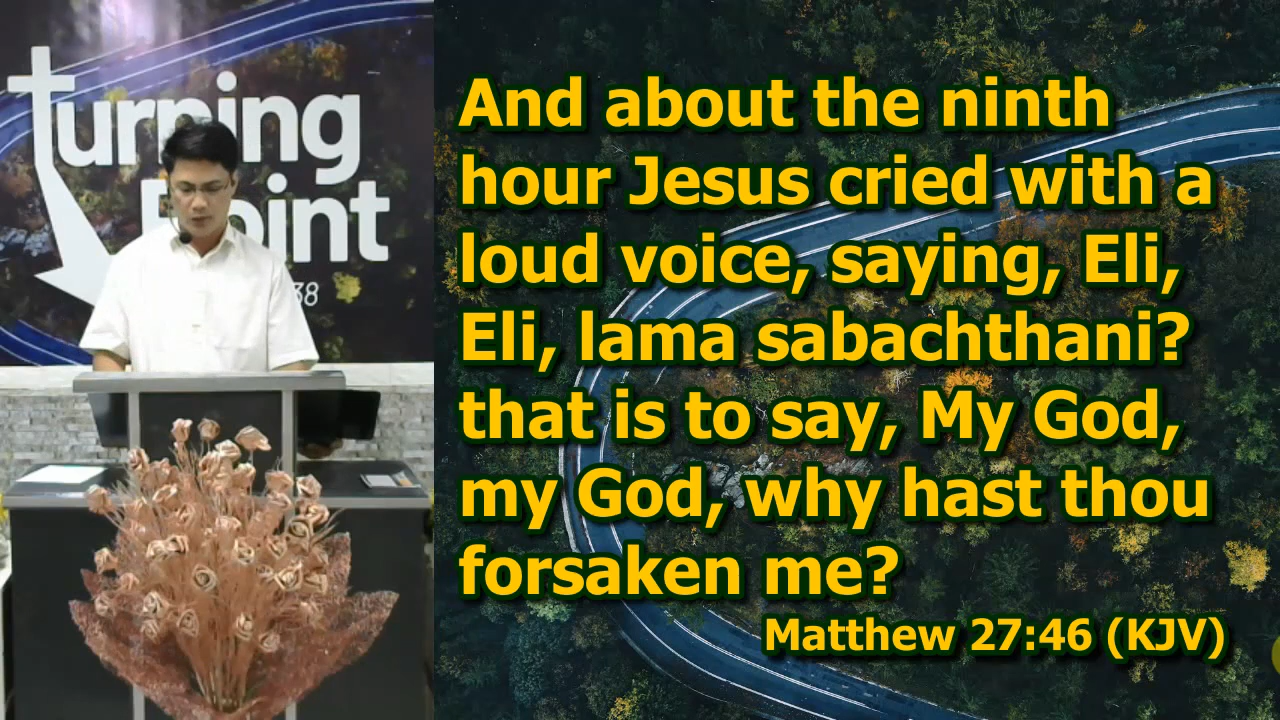 turning
Point
38
And about the ninth
hour Jesus cried with a
loud voice, saying, Eli,
Eli, lama sabachthani?
that is to say, My God,
my God, why hast thou
forsaken me?
Matthew 27:46 (KJV)